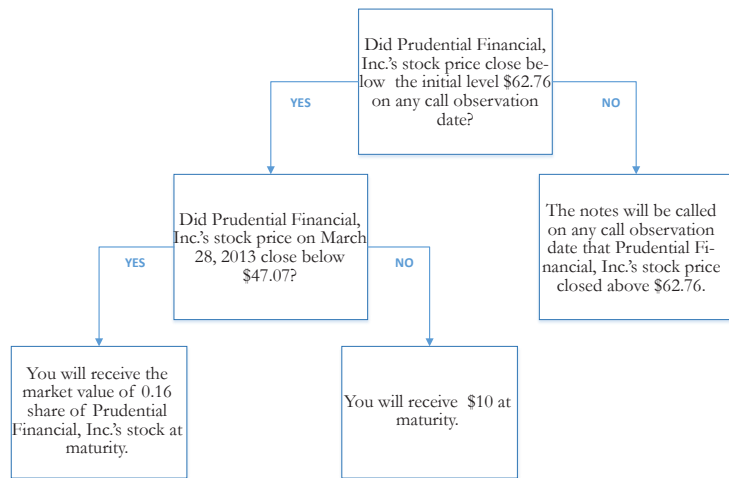 Did Prudential Financial,
Inc.'s stock price close be-
low the initial level $62.76
on any call observation
date?
YES
NO
Did Prudential Financial,
Inc.'s stock price on March
28, 2013 close below
$47.07?
The notes will be called
on any call observation
date that Prudential Fi-
nancial, Inc.'s stock price
closed above $62.76.
YES
NO
You will receive the
market value of 0.16
share of Prudential
Financial, Inc.'s stock at
maturity.
You will receive $10 at
maturity.